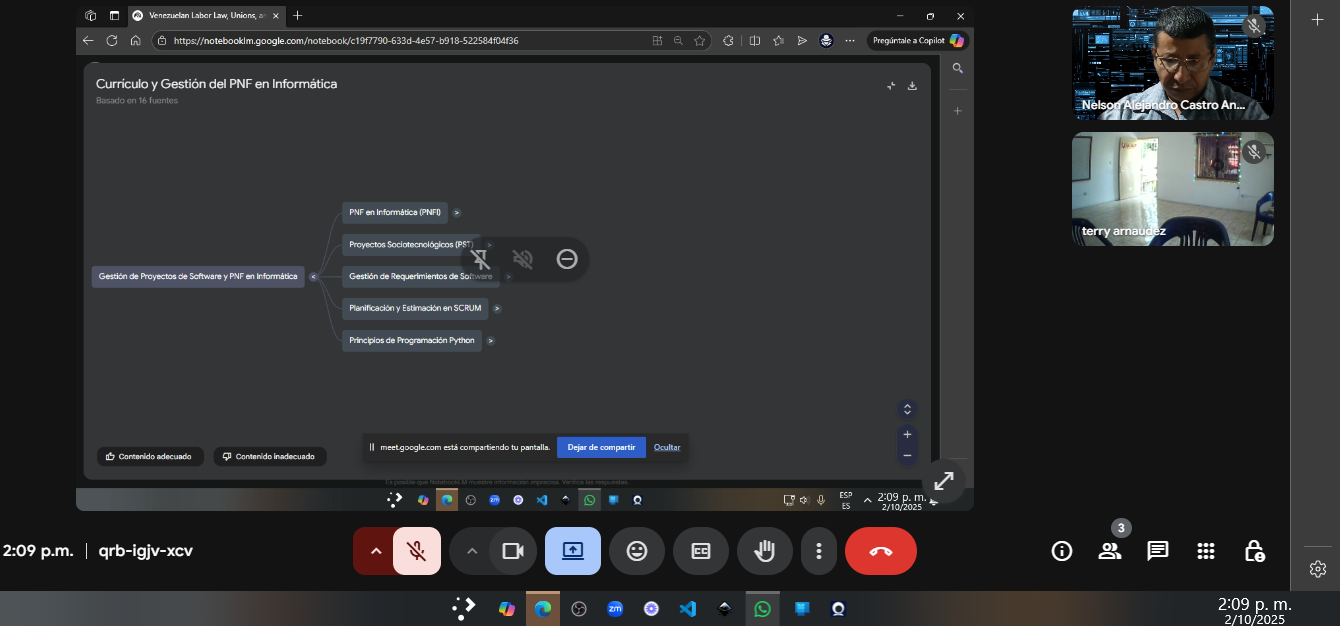 Venezuelan Labor Law, Unions, a
https://notebooklm.google.com/notebook/c19f7790-633d-4e57-b918-522584f04f36
Pregúntale a Copilot
Currículo y Gestión del PNF en Informática
Basado en 16 fuentes
PNF en Informática (PNFI)
Proyectos Sociotecnológicos (PST)
Gestión de Proyectos de Software y PNF en Informática
Gestión de Requerimientos de Software
Planificación y Estimación en SCRUM
Principios de Programación Python
Contenido adecuado
Contenido inadecuado
meet.google.com está compartiendo tu pantalla.
Dejar de compartir
Ocultar
Es posible que NotebookLM muestre información imprecisa. Verifica las respuestas.
zm
ESP
ES
2:09 p. m.
2/10/2025
Nelson Alejandro Castro An...
terry arnaudez
2:09 p.m. | qrb-igjv-xcv
CC
3
zm
2:09 p. m.
2/10/2025